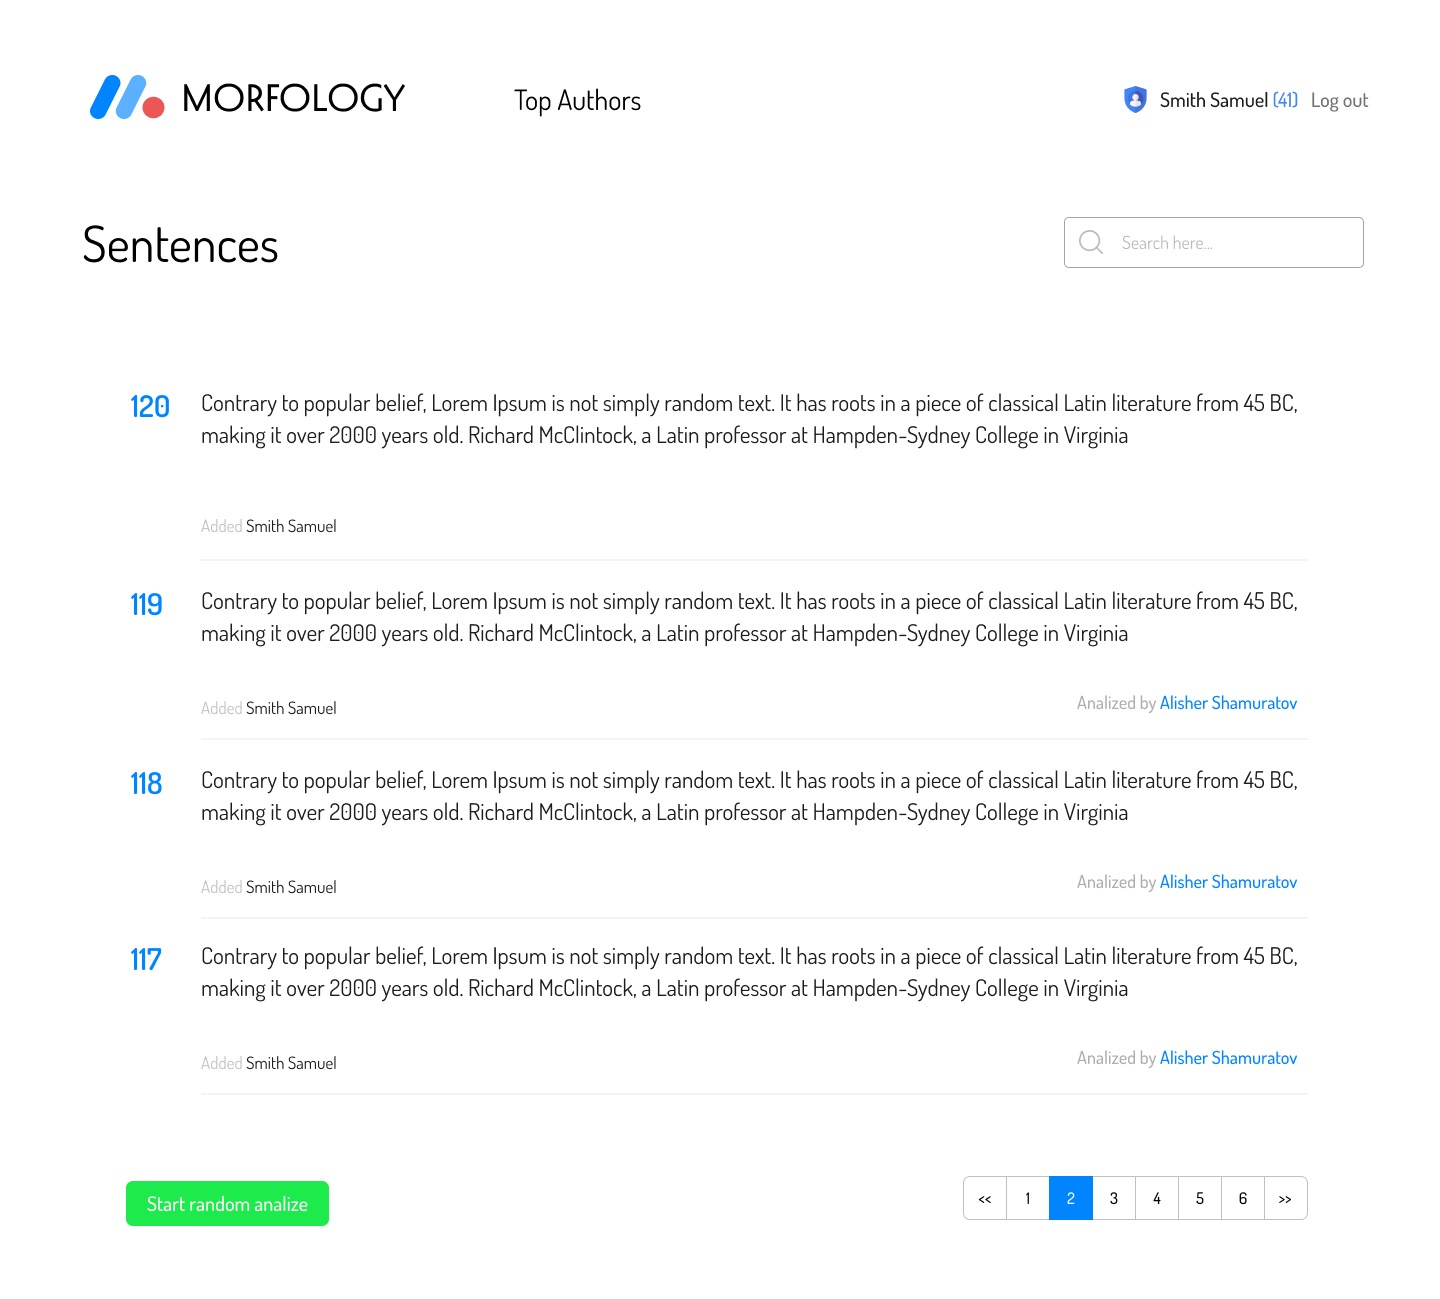 MORFOLOGY
Top Authors
Smith Samuel (41) Log out
Sentences
Search here...
120
Contrary to popular belief, Lorem Ipsum is not simply random text. It has roots in a piece of classical Latin literature from 45 BC,
making it over 2000 years old. Richard McClintock, a Latin professor at Hampden-Sydney College in Virginia
Added Smith Samuel
119
Contrary to popular belief, Lorem Ipsum is not simply random text. It has roots in a piece of classical Latin literature from 45 BC,
making it over 2000 years old. Richard McClintock, a Latin professor at Hampden-Sydney College in Virginia
Added Smith Samuel
Analized by Alisher Shamuratov
118
Contrary to popular belief, Lorem Ipsum is not simply random text. It has roots in a piece of classical Latin literature from 45 BC,
making it over 2000 years old. Richard McClintock, a Latin professor at Hampden-Sydney College in Virginia
Added Smith Samuel
Analized by Alisher Shamuratov
117
Contrary to popular belief, Lorem Ipsum is not simply random text. It has roots in a piece of classical Latin literature from 45 BC,
making it over 2000 years old. Richard McClintock, a Latin professor at Hampden-Sydney College in Virginia
Added Smith Samuel
Analized by Alisher Shamuratov
Start random analize
<< 1 2 3 4 5 6 >>